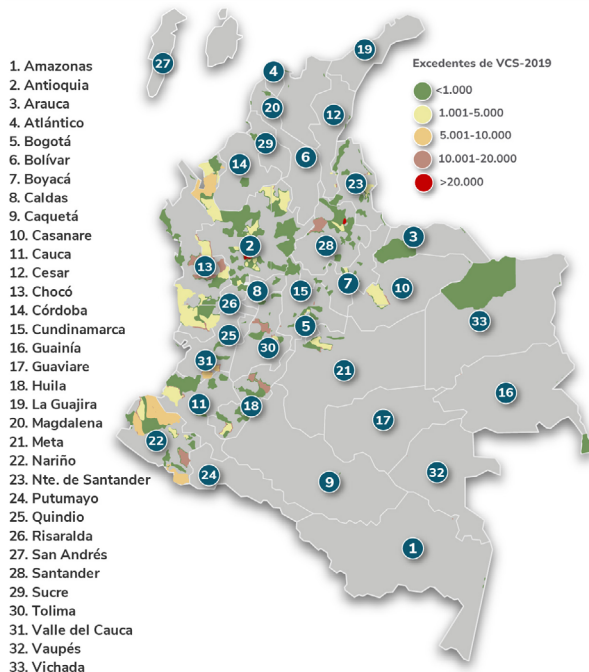 1. Amazonas
2. Antioquia
3. Arauca
4. Atlántico
5. Bogotá
6. Bolívar
7. Boyacá
8. Caldas
9. Caquetá
10. Casanare
11. Cauca
12. Cesar
13. Chocó
14. Córdoba
15. Cundinamarca
16. Guainía
17. Guaviare
18. Huila
19. La Guajira
20. Magdalena
21. Meta
22. Nariño
23. Nte. de Santander
24. Putumayo
25. Quindio
26. Risaralda
27. San Andrés
28. Santander
29. Sucre
30. Tolima
31. Valle del Cauca
32. Vaupés
33. Vichada
Excedentes de VCS-2019
<1.000
1.001-5.000
5.001-10.000
10.001-20.000
>20.000
27
19
4
20
12
29
6
14
23
3
2
28
13
7
10
8
15
26
33
5
25
30
31
21
16
11
18
17
22
24
9
32
1